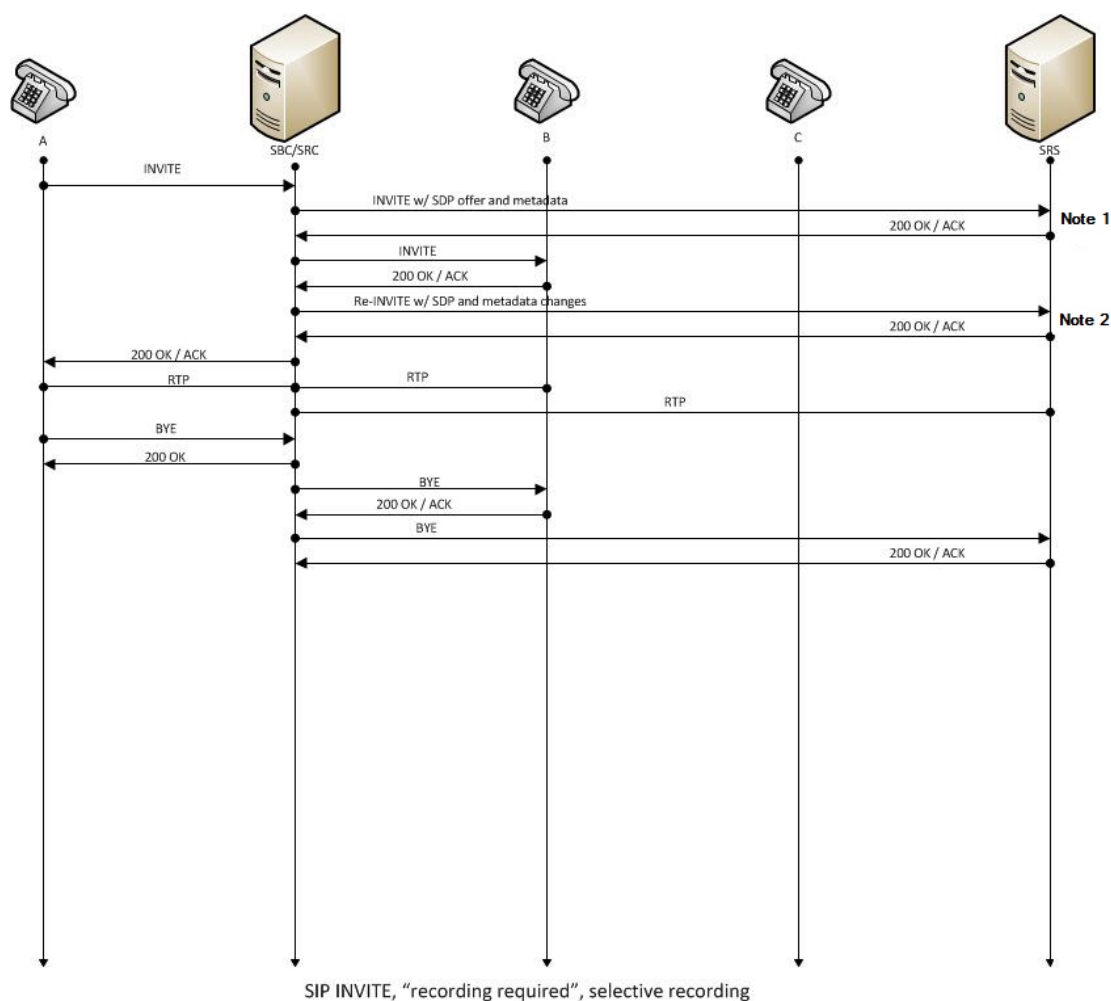 A
SBC/SRC
B
C
SRS
INVITE
INVITE w/ SDP offer and metadata
Note 1
200 OK / ACK
INVITE
200 OK / ACK
Re-INVITE w/ SDP and metadata changes
Note 2
200 OK / ACK
200 OK / ACK
RTP
RTP
RTP
BYE
200 OK
BYE
200 OK / ACK
BYE
200 OK / ACK
SIP INVITE, “recording required”, selective recording